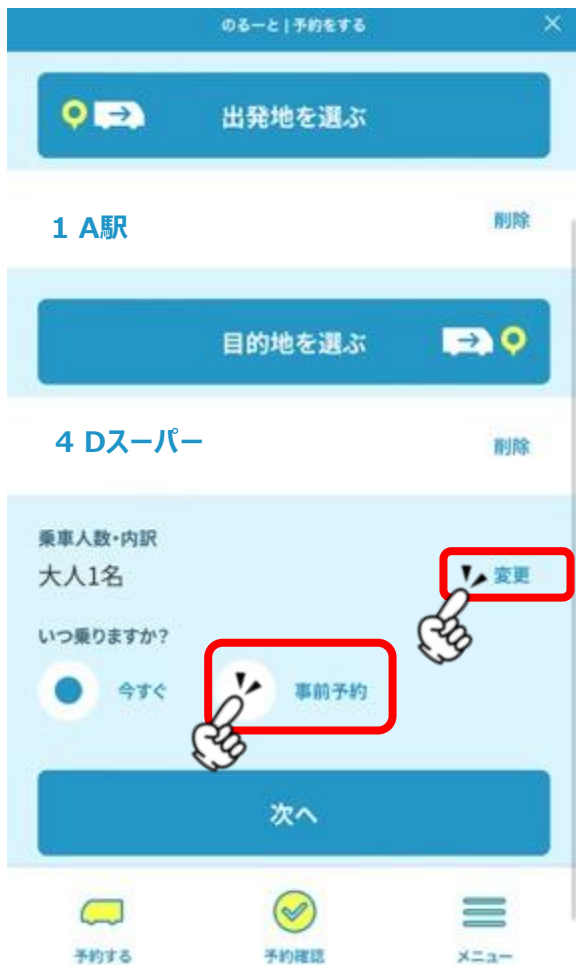 のるーと | 予約をする
出発地を選ぶ
1 A駅
削除
目的地を選ぶ
4 Dスーパー
削除
乗車人数・内訳
大人1名
変更
いつ乗りますか?
今すぐ
事前予約
次へ
予約する
予約確認
メニュー